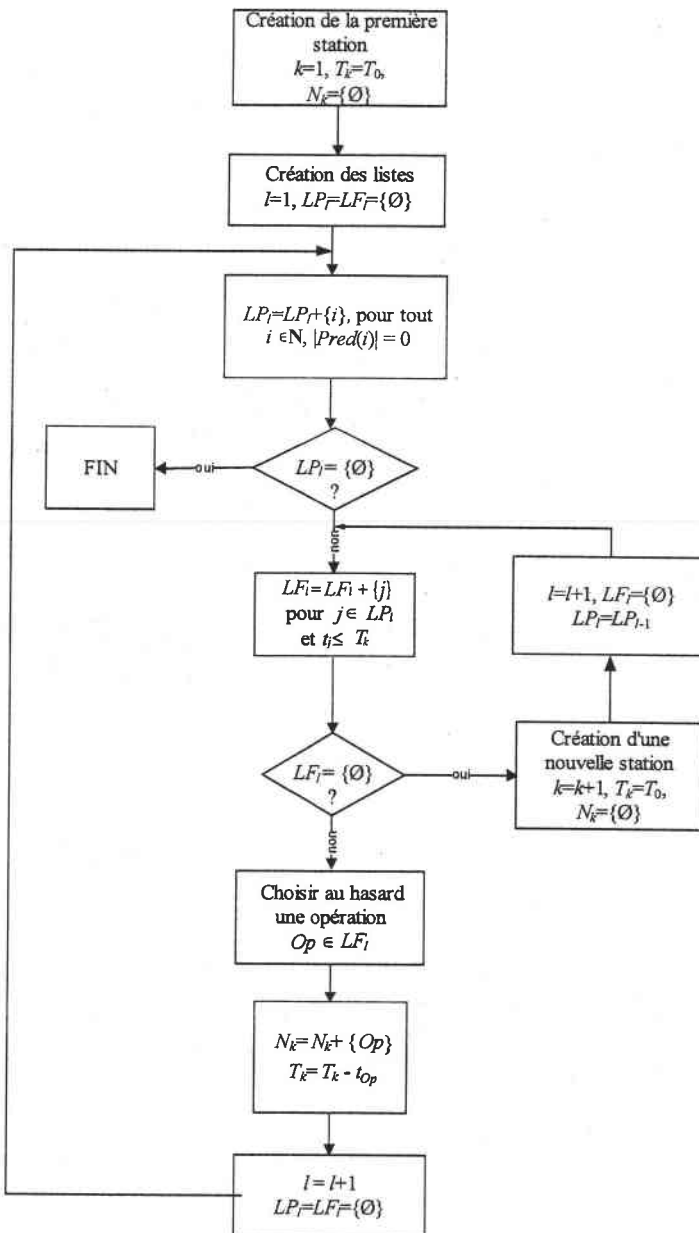 Création de la première
station
k=1, Tₖ=T₀,
Nₖ={Ø}
Création des listes
l=1, LPₗ=LFₗ={Ø}
LPₗ=LPₗ+{i}, pour tout
i ∈N, |Pred(i)| = 0
FIN
oui
LPₗ= {Ø}
?
non
LFₗ=LFₗ + {j}
pour j∈ LPₗ
et tⱼ≤ Tₖ
l=l+1, LFₗ={Ø}
LPₗ=LPₗ₋₁
LFₗ= {Ø}
?
oui
Création d'une
nouvelle station
k=k+1, Tₖ=T₀,
Nₖ={Ø}
non
Choisir au hasard
une opération
Op ∈ LFₗ
Nₖ=Nₖ+ {Op}
Tₖ=Tₖ - t_Op
l = l+1
LPₗ=LFₗ={Ø}